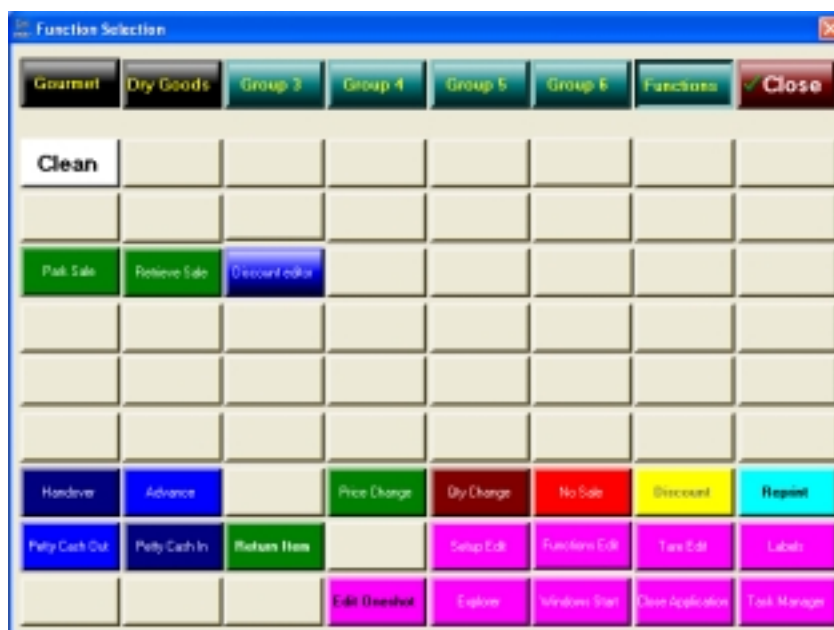 Function Selection
Gourmet Dry Goods Group 3 Group 4 Group 5 Group 6 Functions Close
Clean
Park Sale Retrieve Sale Discount editor
Handover Advance Price Change Qty Change No Sale Discount Reprint
Petty Cash Out Petty Cash In Return Item Setup Edit Functions Edit Tare Edit Labels
Edit Oneshot Explorer Windows Start Close Application Task Manager